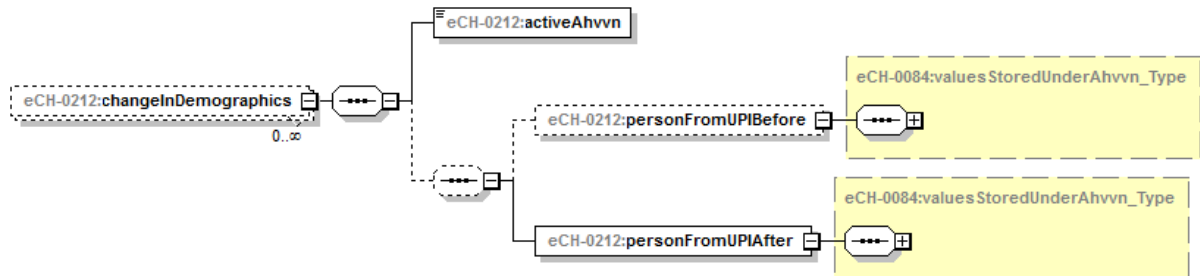 eCH-0212:activeAhvvn
eCH-0084:valuesStoredUnderAhvvn_Type
eCH-0212:changeInDemographics
0..∞
eCH-0212:personFromUPIBefore
eCH-0084:valuesStoredUnderAhvvn_Type
eCH-0212:personFromUPIAfter